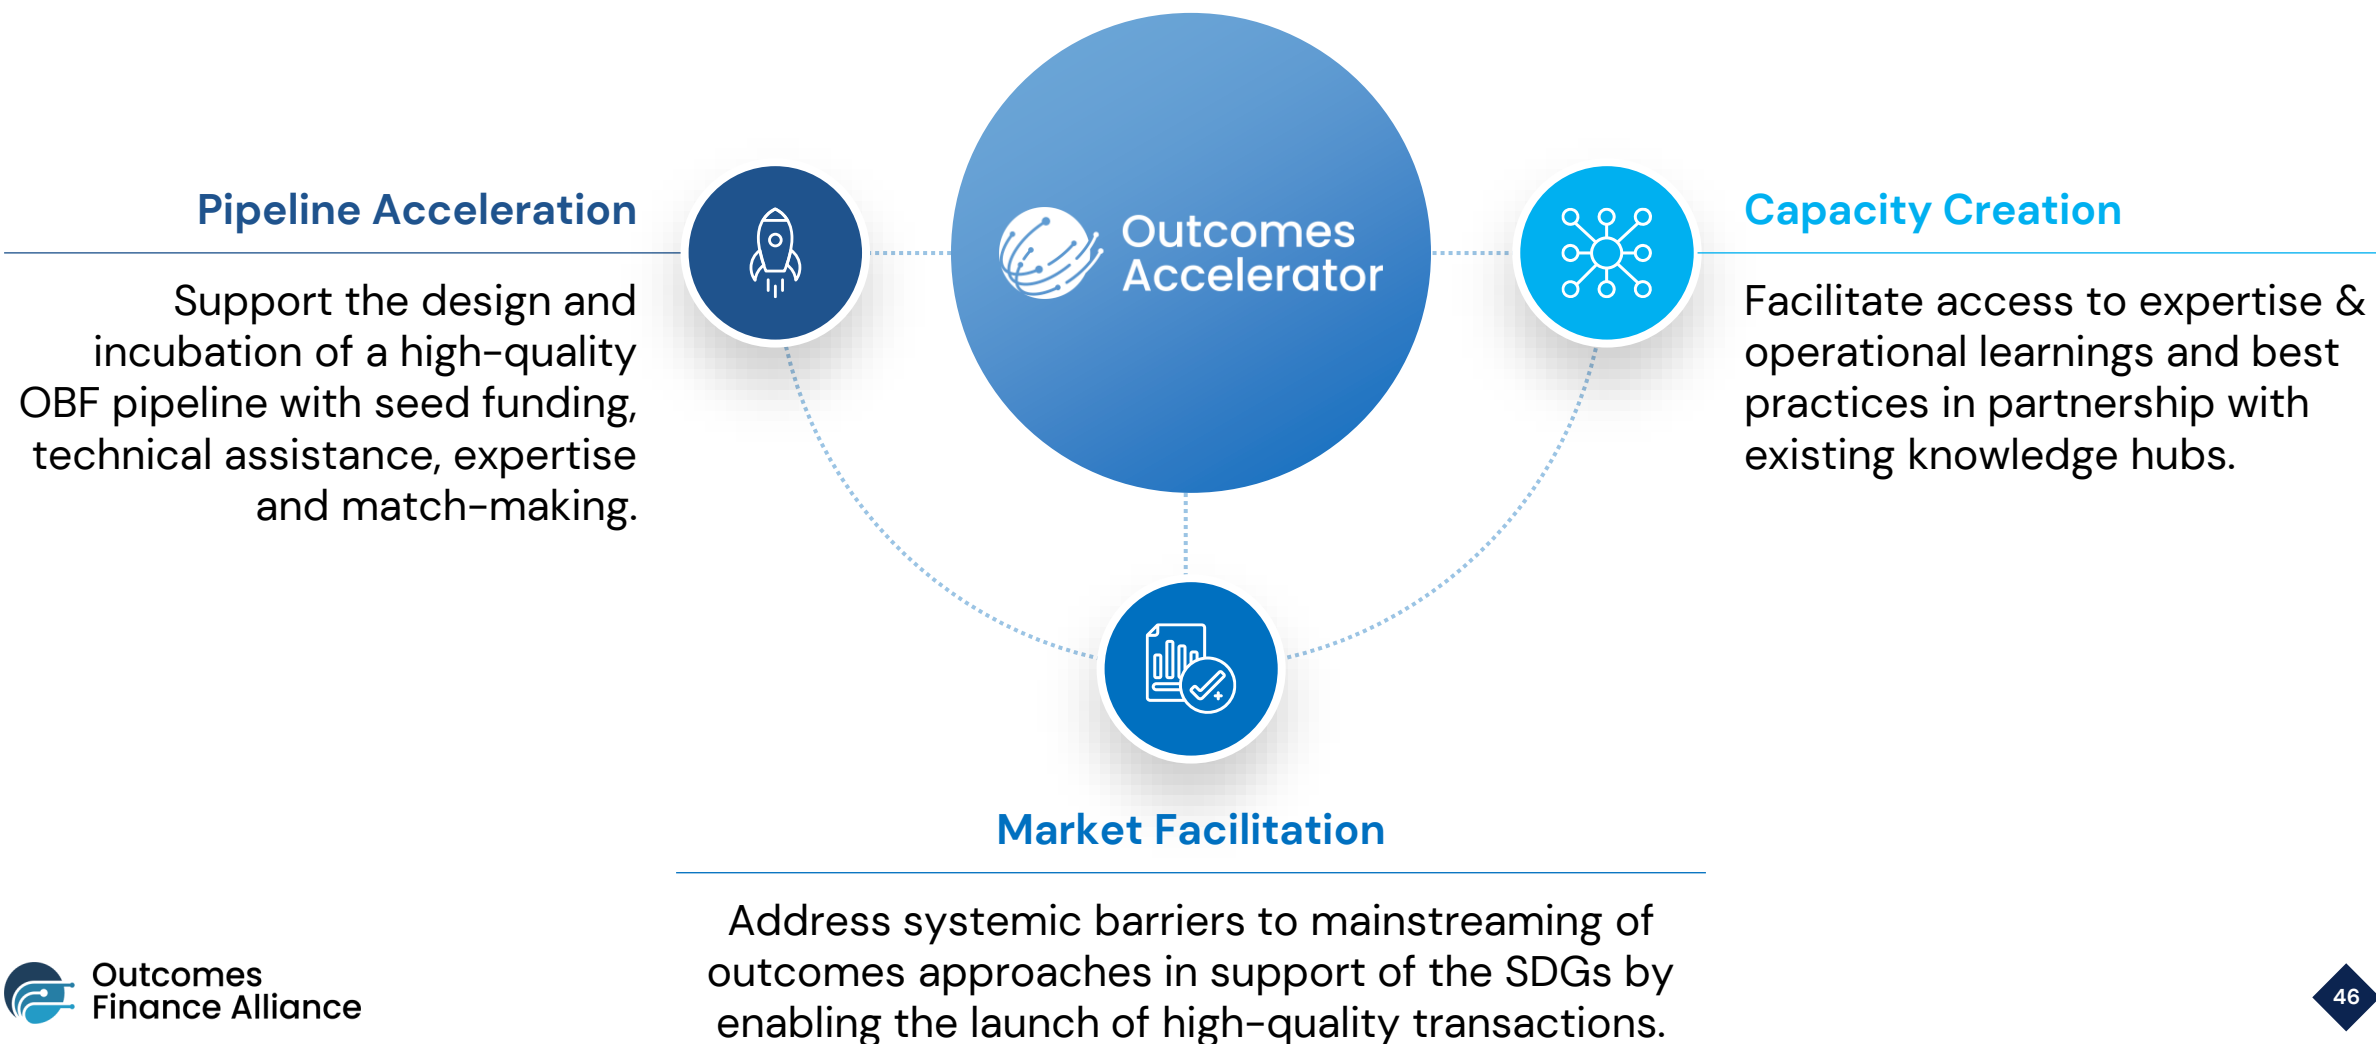 Outcomes
Accelerator
Pipeline Acceleration
Support the design and
incubation of a high-quality
OBF pipeline with seed funding,
technical assistance, expertise
and match-making.
Capacity Creation
Facilitate access to expertise &
operational learnings and best
practices in partnership with
existing knowledge hubs.
Market Facilitation
Address systemic barriers to mainstreaming of
outcomes approaches in support of the SDGs by
enabling the launch of high-quality transactions.
Outcomes
Finance Alliance
46